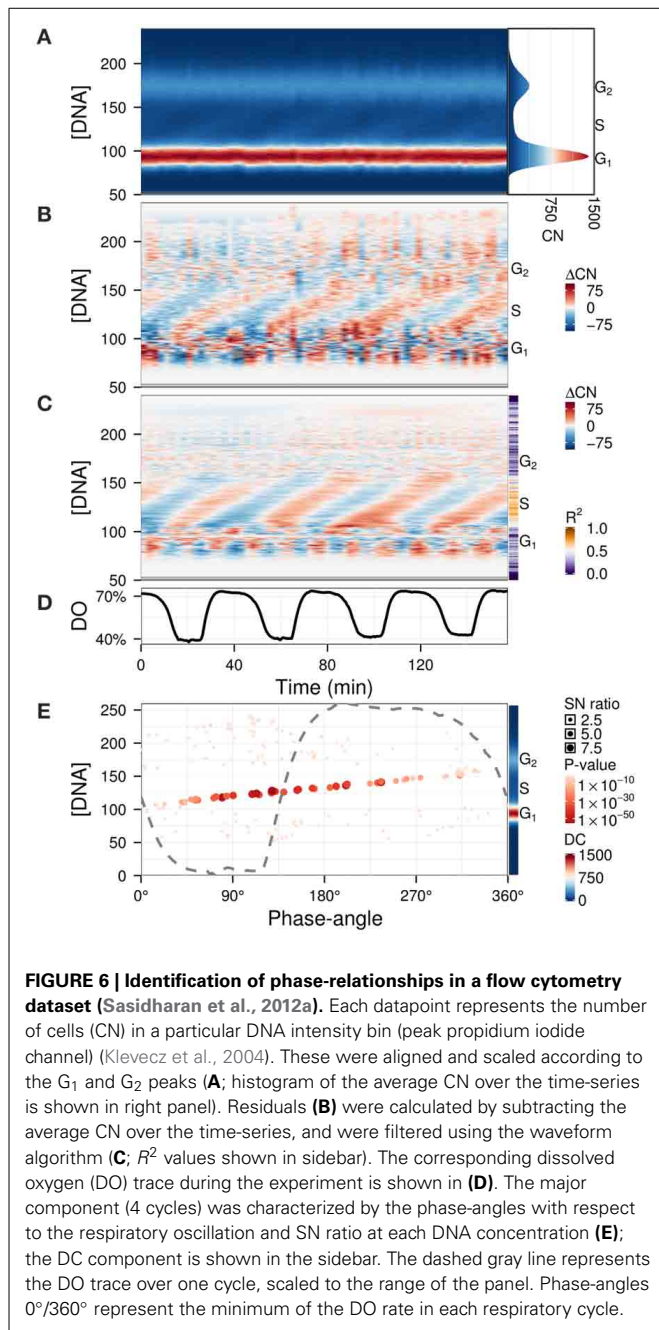 A
[DNA]
200
150
100
50
G2
S
G1
750
1500
CN
B
[DNA]
200
150
100
50
G2
S
G1
ΔCN
75
0
−75
C
[DNA]
200
150
100
50
G2
S
G1
ΔCN
75
0
−75
R2
1.0
0.5
0.0
D
DO
70%
40%
0
40
80
120
Time (min)
E
[DNA]
250
200
150
100
50
0
G2
S
G1
0°
90°
180°
270°
360°
Phase-angle
SN ratio
2.5
5.0
7.5
P-value
1 × 10−10
1 × 10−30
1 × 10−50
DC
1500
750
0
FIGURE 6 | Identification of phase-relationships in a flow cytometry
dataset (Sasidharan et al., 2012a). Each datapoint represents the number
of cells (CN) in a particular DNA intensity bin (peak propidium iodide
channel) (Klevecz et al., 2004). These were aligned and scaled according to
the G1 and G2 peaks (A; histogram of the average CN over the time-series
is shown in right panel). Residuals (B) were calculated by subtracting the
average CN over the time-series, and were filtered using the waveform
algorithm (C; R2 values shown in sidebar). The corresponding dissolved
oxygen (DO) trace during the experiment is shown in (D). The major
component (4 cycles) was characterized by the phase-angles with respect
to the respiratory oscillation and SN ratio at each DNA concentration (E);
the DC component is shown in the sidebar. The dashed gray line represents
the DO trace over one cycle, scaled to the range of the panel. Phase-angles
0°/360° represent the minimum of the DO rate in each respiratory cycle.